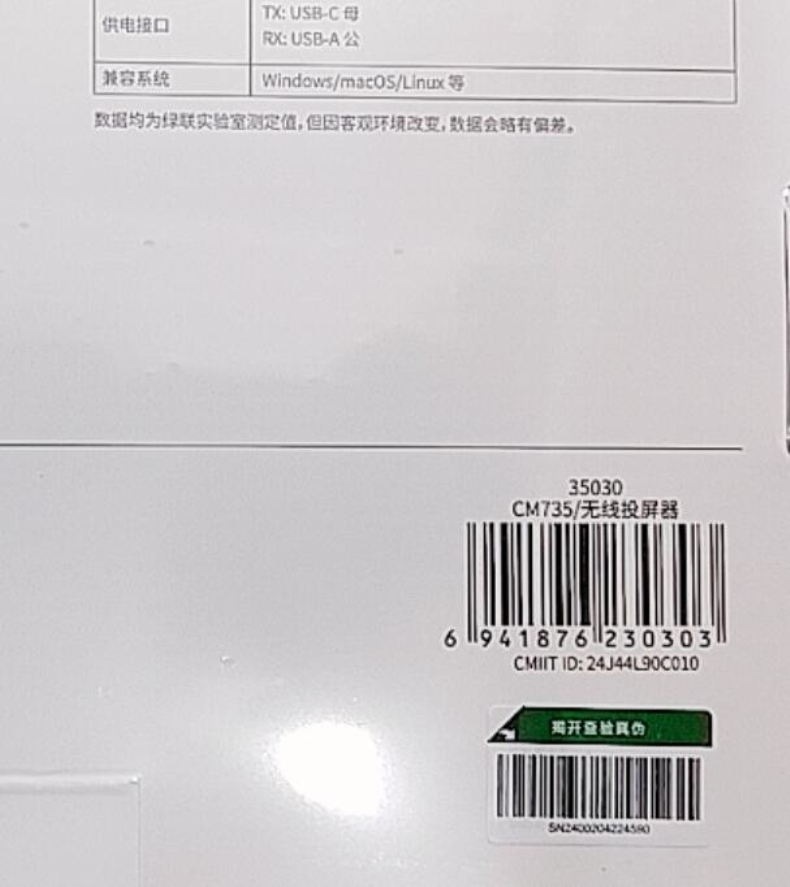 供电接口
TX: USB-C 母
RX: USB-A 公
兼容系统
Windows/macOS/Linux 等
数据均为绿联实验室测定值,但因客观环境改变,数据会略有偏差。
35030
CM735/无线投屏器
6 941876 230303
CMIIT ID: 24J44L90C010
揭开查验真伪
SN2400204224590